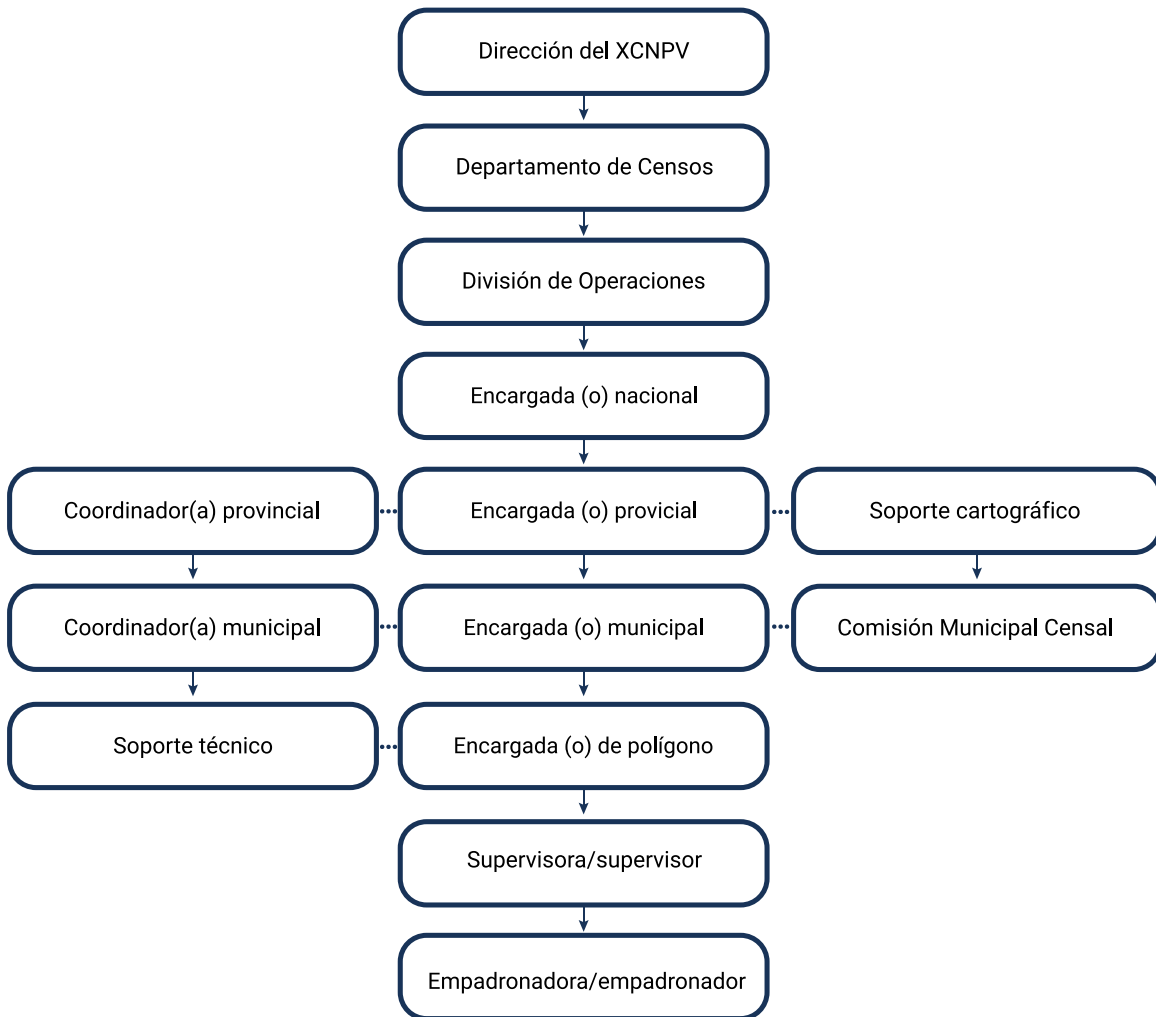 Dirección del XCNPV
Departamento de Censos
División de Operaciones
Encargada (o) nacional
Coordinador(a) provincial
Encargada (o) provicial
Soporte cartográfico
Coordinador(a) municipal
Encargada (o) municipal
Comisión Municipal Censal
Soporte técnico
Encargada (o) de polígono
Supervisora/supervisor
Empadronadora/empadronador